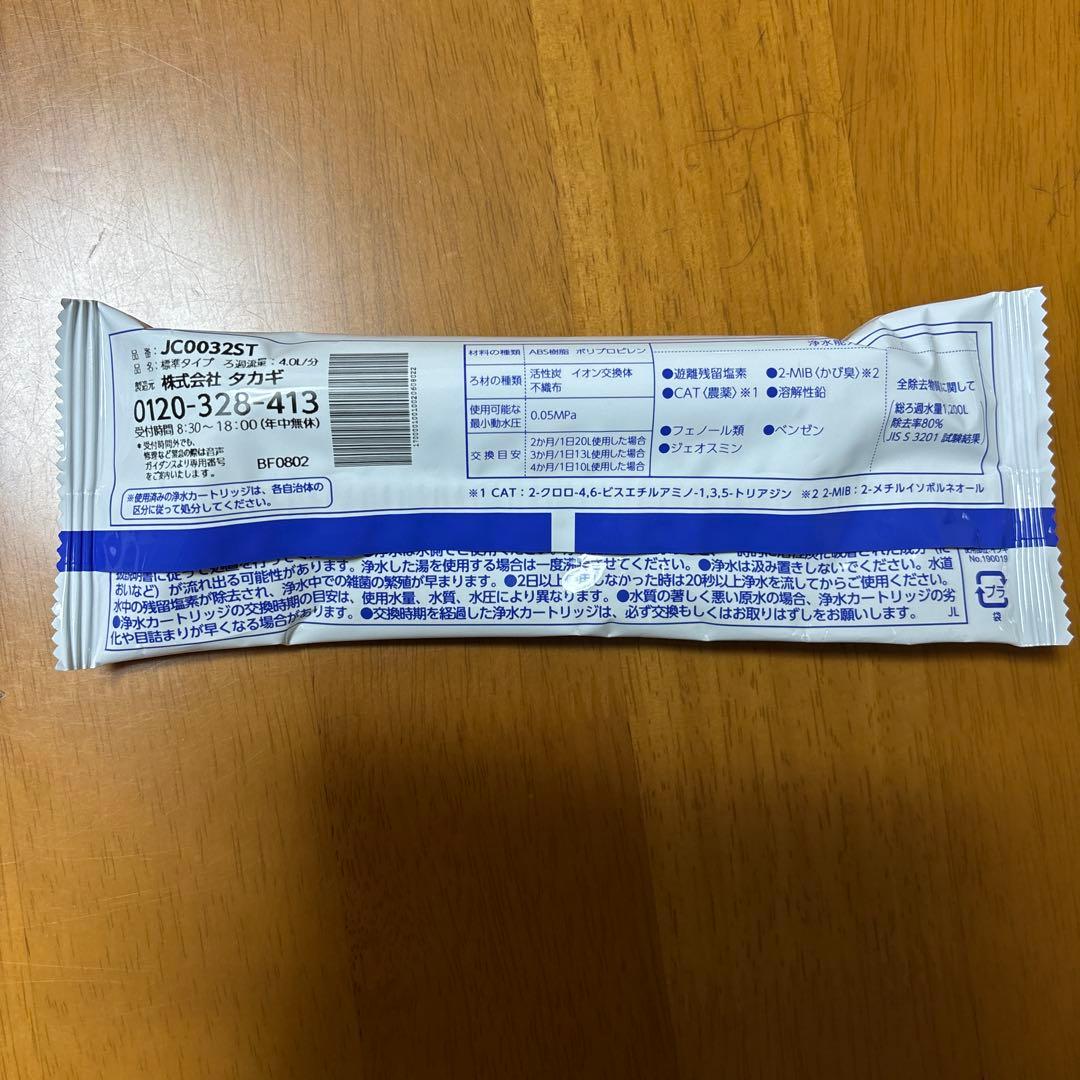 品番：JC0032ST
品名：標準タイプ ろ過流量：4.0L/分
製造元 株式会社 タカギ
0120-328-413
受付時間 8:30～18:00（年中無休）
＊受付時間外でも、
修理など緊急の際は音声
ガイダンスより専用番号
をご案内いたします。
BF0802
※使用済みの浄水カートリッジは、各自治体の
区分に従って処分してください。
材料の種類 ABS樹脂 ポリプロピレン
ろ材の種類 活性炭 イオン交換体
不織布
使用可能な
最小動水圧 0.05MPa
交換目安 2か月/1日20L使用した場合
3か月/1日13L使用した場合
4か月/1日10L使用した場合
浄水能
●遊離残留塩素 ●2-MIB〈かび臭〉※2
●CAT〈農薬〉※1 ●溶解性鉛
●フェノール類 ●ベンゼン
●ジェオスミン
全除去物質に関して
総ろ過水量1,200L
除去率80%
JIS S 3201 試験結果
※1 CAT：2-クロロ-4,6-ビスエチルアミノ-1,3,5-トリアジン ※2 2-MIB：2-メチルイソボルネオール
No.190019
おいなど）が流れ出る可能性があります。浄水した湯を使用する場合は一度沸とうさせてください。●浄水は汲み置きしないでください。水道
水中の残留塩素が除去され、浄水中での雑菌の繁殖が早まります。●2日以上使用しなかった時は20秒以上浄水を流してからご使用ください。
●浄水カートリッジの交換時期の目安は、使用水量、水質、水圧により異なります。●水質の著しく悪い原水の場合、浄水カートリッジの劣
化や目詰まりが早くなる場合があります。●交換時期を経過した浄水カートリッジは、必ず交換もしくはお取りはずしをお願いします。
JL
プラ
袋